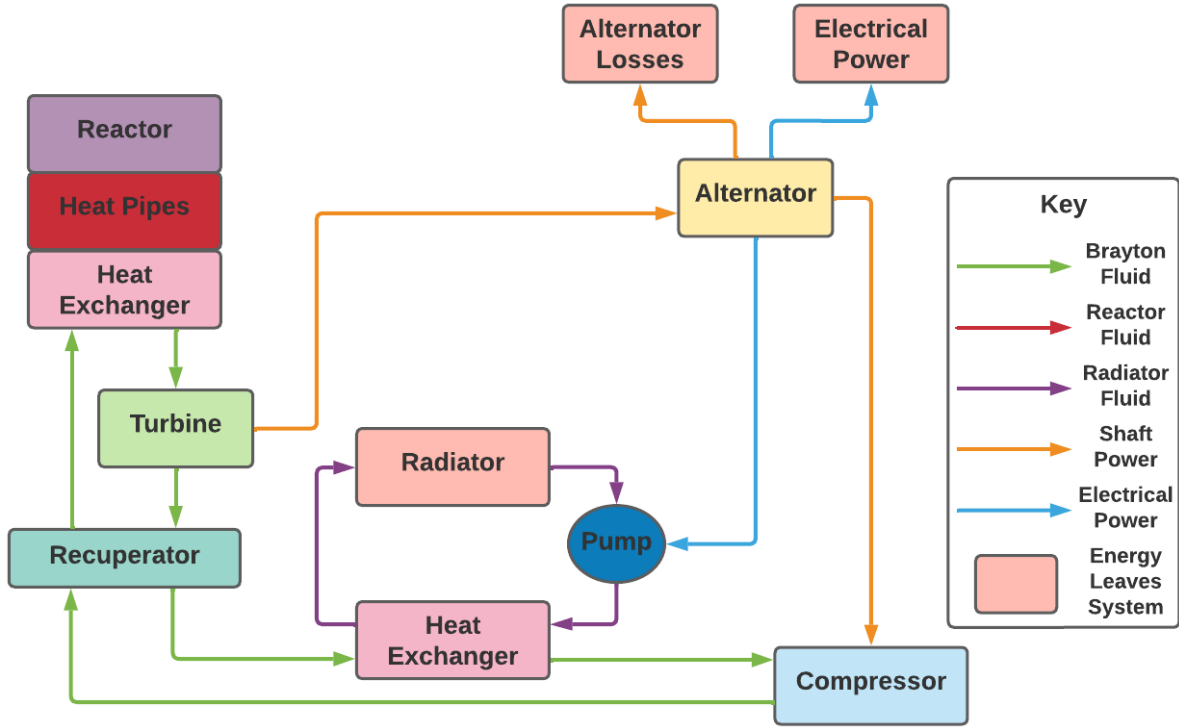 Alternator
Losses
Electrical
Power
Reactor
Heat Pipes
Heat
Exchanger
Alternator
Turbine
Radiator
Pump
Recuperator
Heat
Exchanger
Compressor
Key
Brayton
Fluid
Reactor
Fluid
Radiator
Fluid
Shaft
Power
Electrical
Power
Energy
Leaves
System